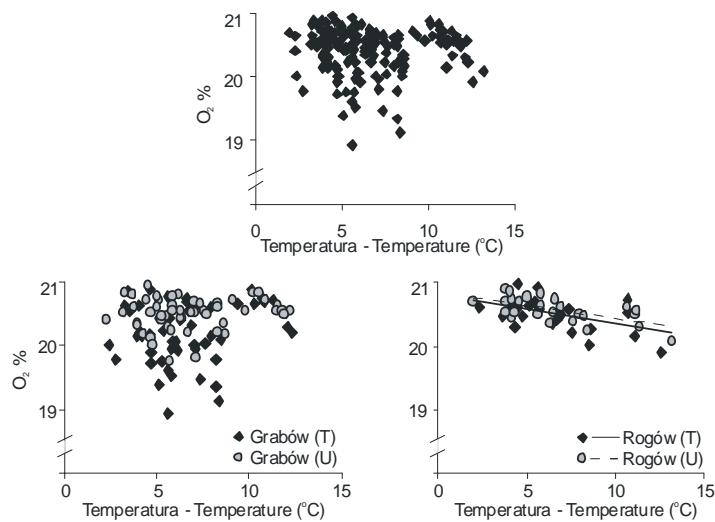 21
20
19
O₂ %
0 5 10 15
Temperatura - Temperature (°C)
21
20
19
O₂ %
Grabów (T)
Grabów (U)
0 5 10 15
Temperatura - Temperature (°C)
21
20
19
Rogów (T)
Rogów (U)
0 5 10 15
Temperatura - Temperature (°C)